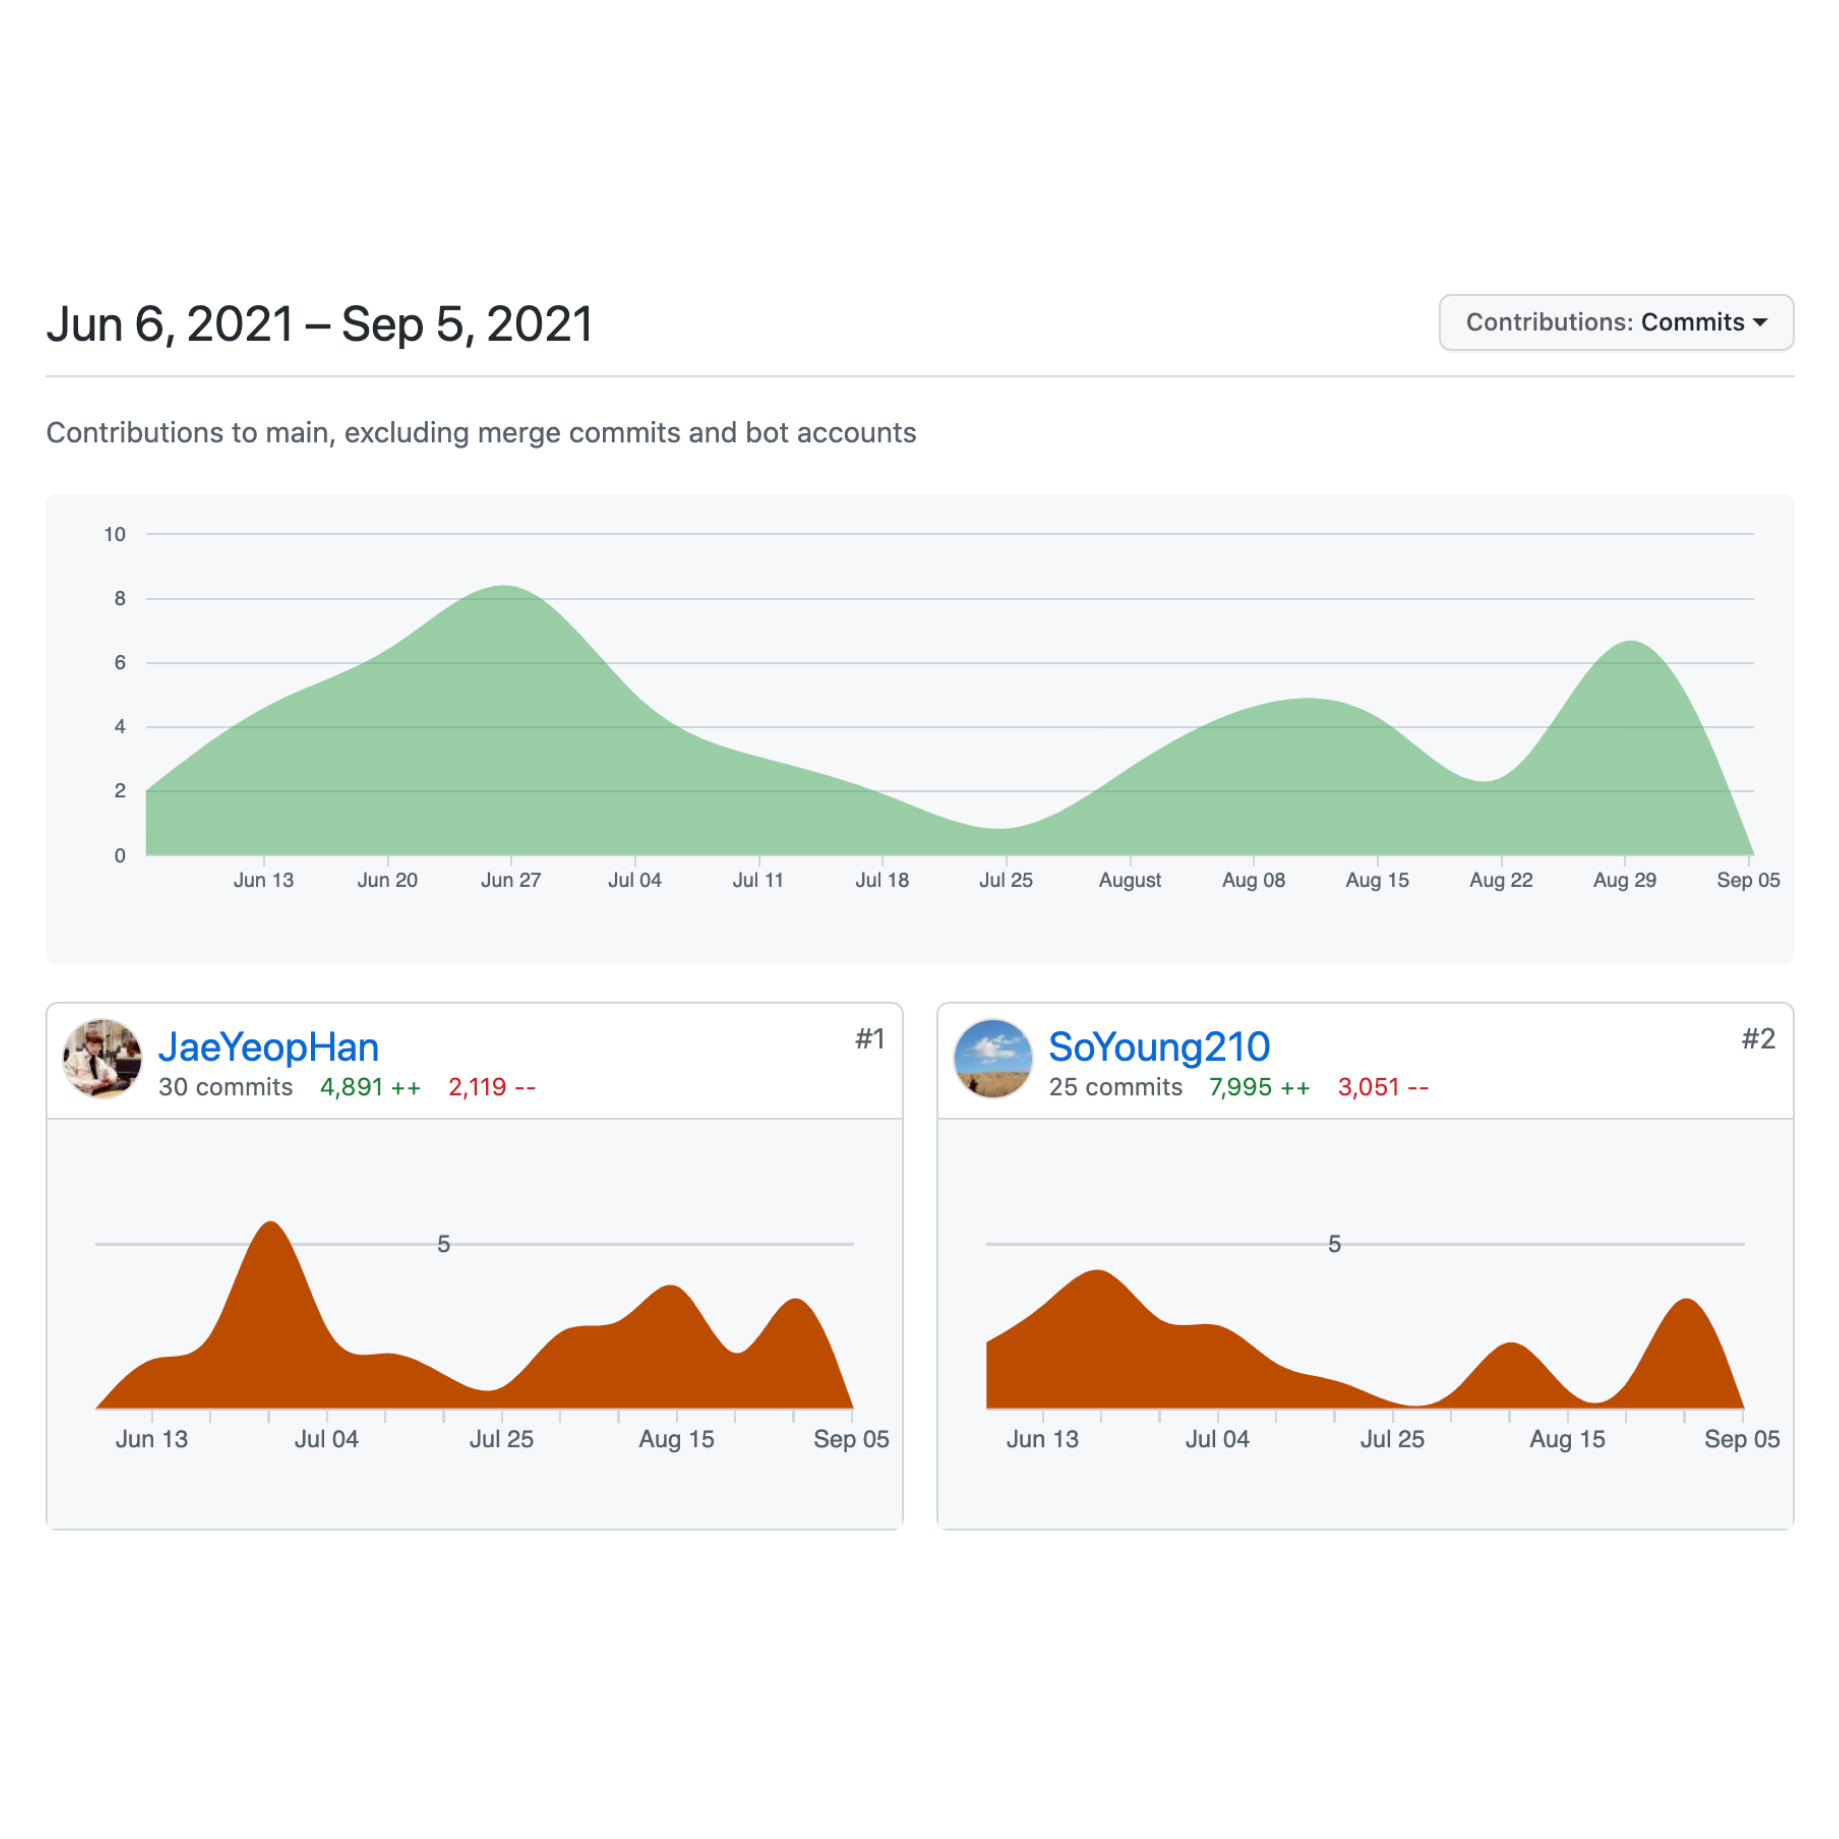 Jun 6, 2021 – Sep 5, 2021
Contributions: Commits
Contributions to main, excluding merge commits and bot accounts
10
8
6
4
2
0
Jun 13 Jun 20 Jun 27 Jul 04 Jul 11 Jul 18 Jul 25 August Aug 08 Aug 15 Aug 22 Aug 29 Sep 05
JaeYeopHan #1
30 commits 4,891 ++ 2,119 --
5
Jun 13 Jul 04 Jul 25 Aug 15 Sep 05
SoYoung210 #2
25 commits 7,995 ++ 3,051 --
5
Jun 13 Jul 04 Jul 25 Aug 15 Sep 05